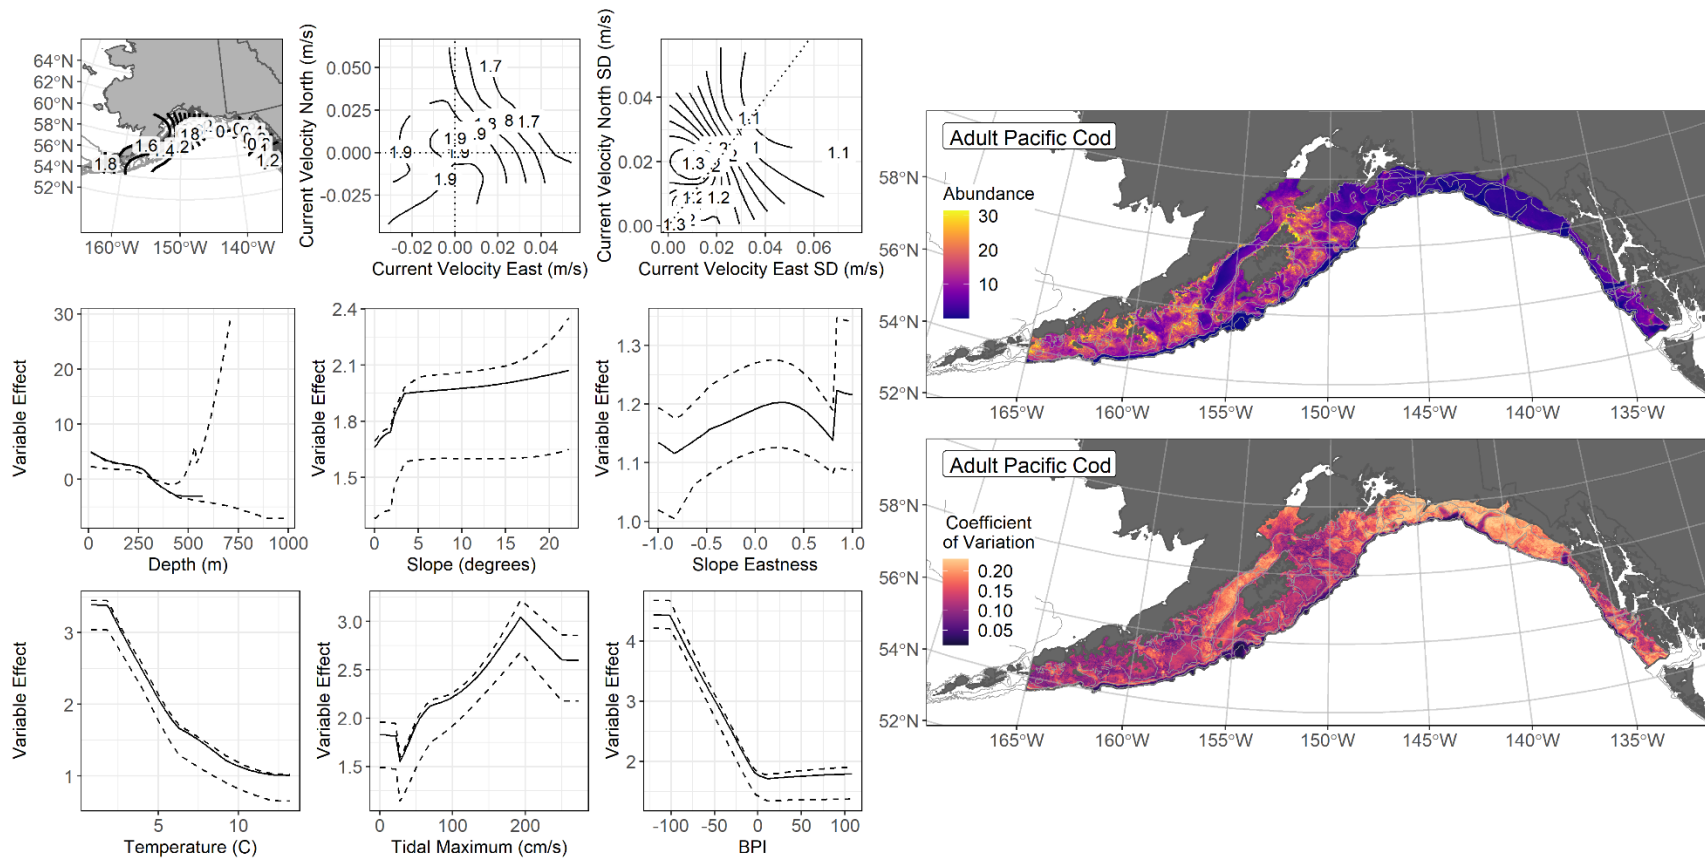 64°N
62°N
60°N
58°N
56°N
54°N
52°N
160°W 150°W 140°W
1.8 1.6 1.2
Current Velocity North (m/s)
0.050
0.025
0.000
-0.025
-0.02 0.00 0.02 0.04
Current Velocity East (m/s)
1.7
1.7
1.9
1.9
1.9
Current Velocity North SD (m/s)
0.04
0.02
0.00
0.00 0.02 0.04 0.06
Current Velocity East SD (m/s)
1.1
1
1.1
1.3
1.2
1.3
Variable Effect
30
20
10
0
0 250 500 750 1000
Depth (m)
Variable Effect
2.4
2.1
1.8
1.5
0 5 10 15 20
Slope (degrees)
Variable Effect
1.3
1.2
1.1
1.0
-1.0 -0.5 0.0 0.5 1.0
Slope Eastness
Variable Effect
3
2
1
5 10
Temperature (C)
Variable Effect
3.0
2.5
2.0
1.5
0 100 200
Tidal Maximum (cm/s)
Variable Effect
4
2
-100 -50 0 50 100
BPI
Adult Pacific Cod
Abundance
30
20
10
58°N
56°N
54°N
52°N
165°W 160°W 155°W 150°W 145°W 140°W 135°W
Adult Pacific Cod
Coefficient
of Variation
0.20
0.15
0.10
0.05
58°N
56°N
54°N
52°N
165°W 160°W 155°W 150°W 145°W 140°W 135°W